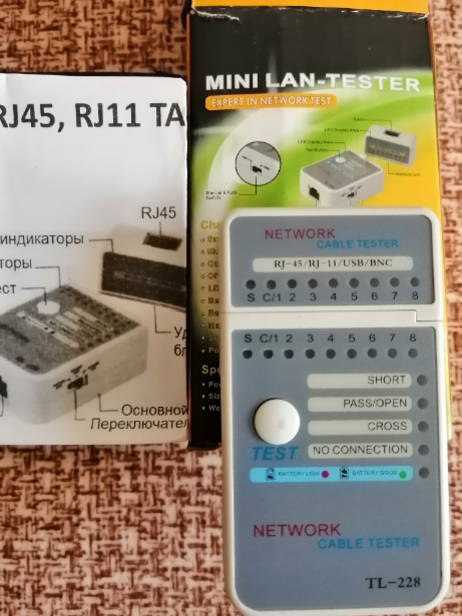 RJ45, RJ11 ТА
RJ45
индикаторы
торы
ест
Основной
Переключател
MINI LAN-TESTER
EXPERT IN NETWORK TEST
NETWORK
CABLE TESTER
RJ-45/RJ-11/USB/BNC
S C/1 2 3 4 5 6 7 8
S C/1 2 3 4 5 6 7 8
SHORT
PASS/OPEN
CROSS
NO CONNECTION
TEST
BATTERY LOW
BATTERY GOOD
NETWORK
CABLE TESTER
TL-228